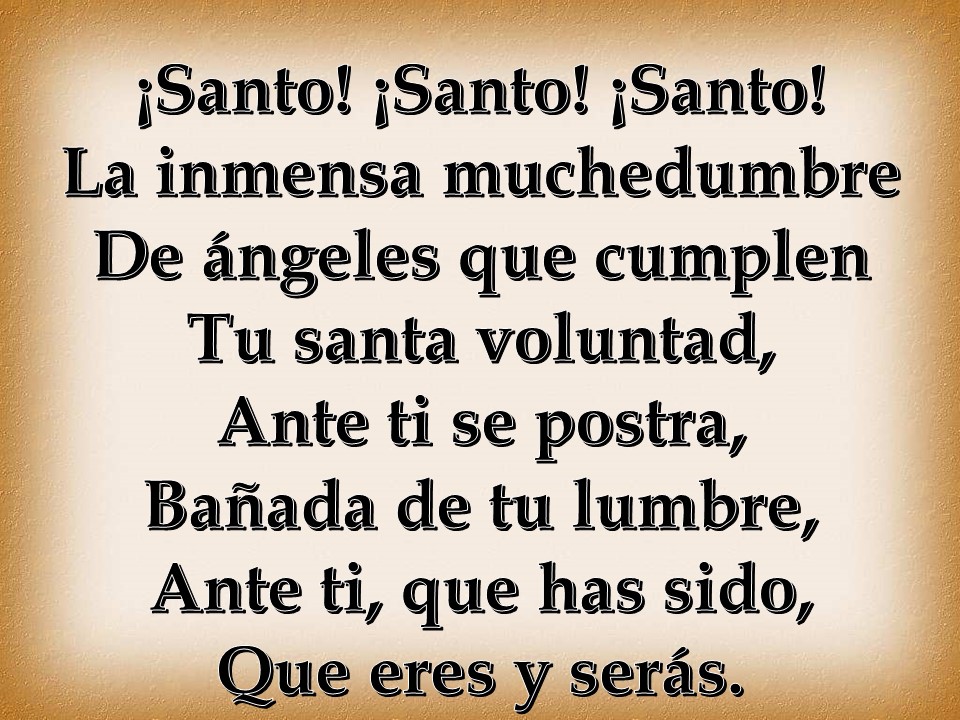 ¡Santo! ¡Santo! ¡Santo!
La inmensa muchedumbre
De ángeles que cumplen
Tu santa voluntad,
Ante ti se postra,
Bañada de tu lumbre,
Ante ti, que has sido,
Que eres y serás.